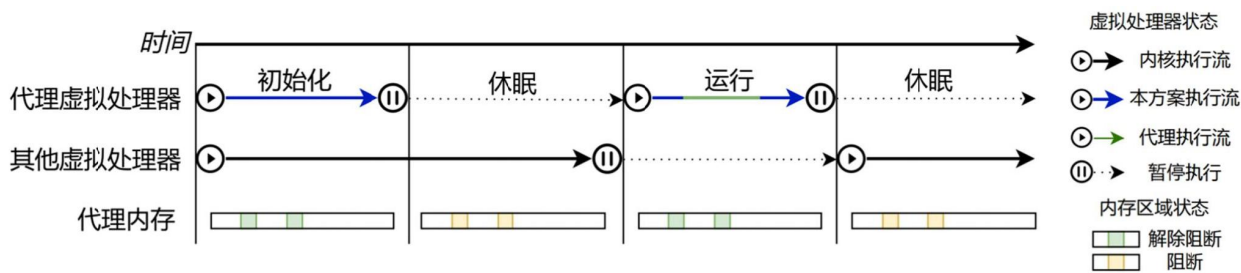 时间
代理虚拟处理器
初始化
休眠
运行
休眠
其他虚拟处理器
代理内存
虚拟处理器状态
内核执行流
本方案执行流
代理执行流
暂停执行
内存区域状态
解除阻断
阻断